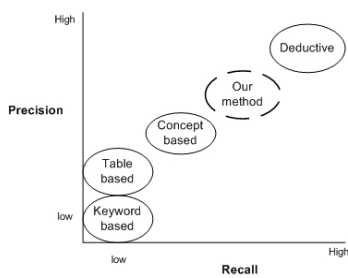 High
Deductive
Our
method
Precision
Concept
based
Table
based
low
Keyword
based
low
High
Recall